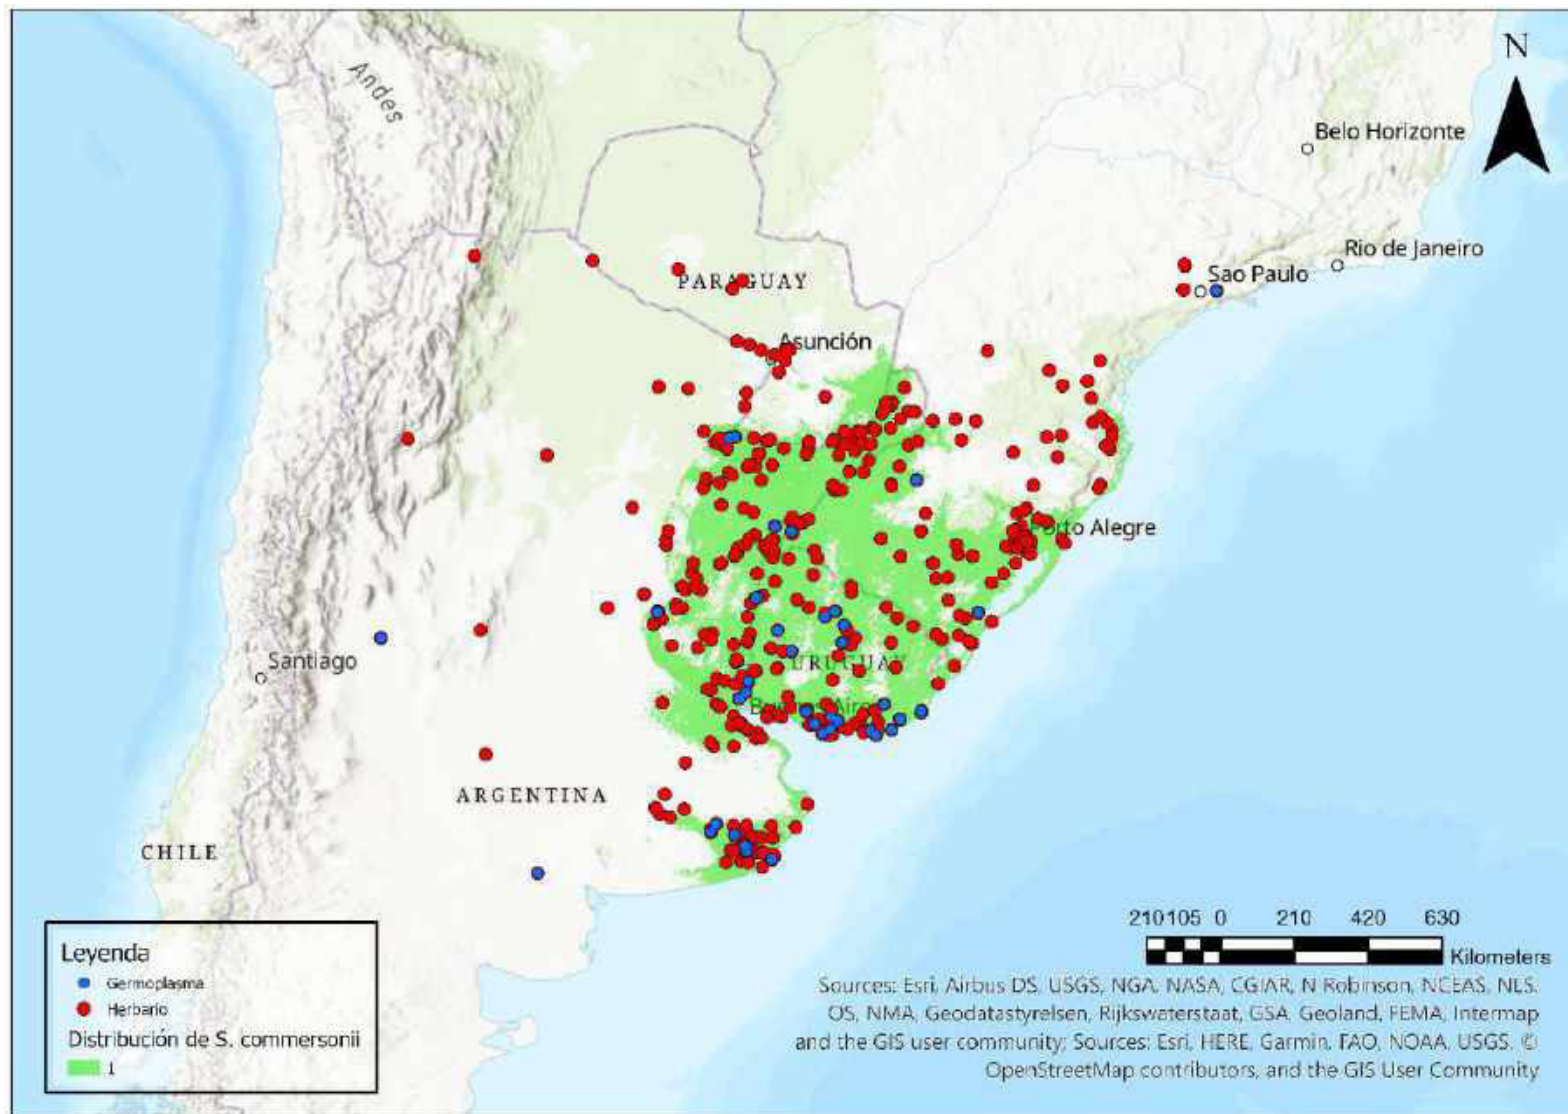 N
Andes
Belo Horizonte
Rio de Janeiro
Sao Paulo
PARAGUAY
Asunción
Porto Alegre
Santiago
URUGUAY
Buenos Aires
ARGENTINA
CHILE
210 105 0 210 420 630
Kilometers
Leyenda
Germoplasma
Herbario
Distribución de S. commersonii
1
Sources: Esri, Airbus DS, USGS, NGA, NASA, CGIAR, N Robinson, NCEAS, NLS,
OS, NMA, Geodatastyrelsen, Rijkswaterstaat, GSA, Geoland, FEMA, Intermap
and the GIS user community; Sources: Esri, HERE, Garmin, FAO, NOAA, USGS, ©
OpenStreetMap contributors, and the GIS User Community